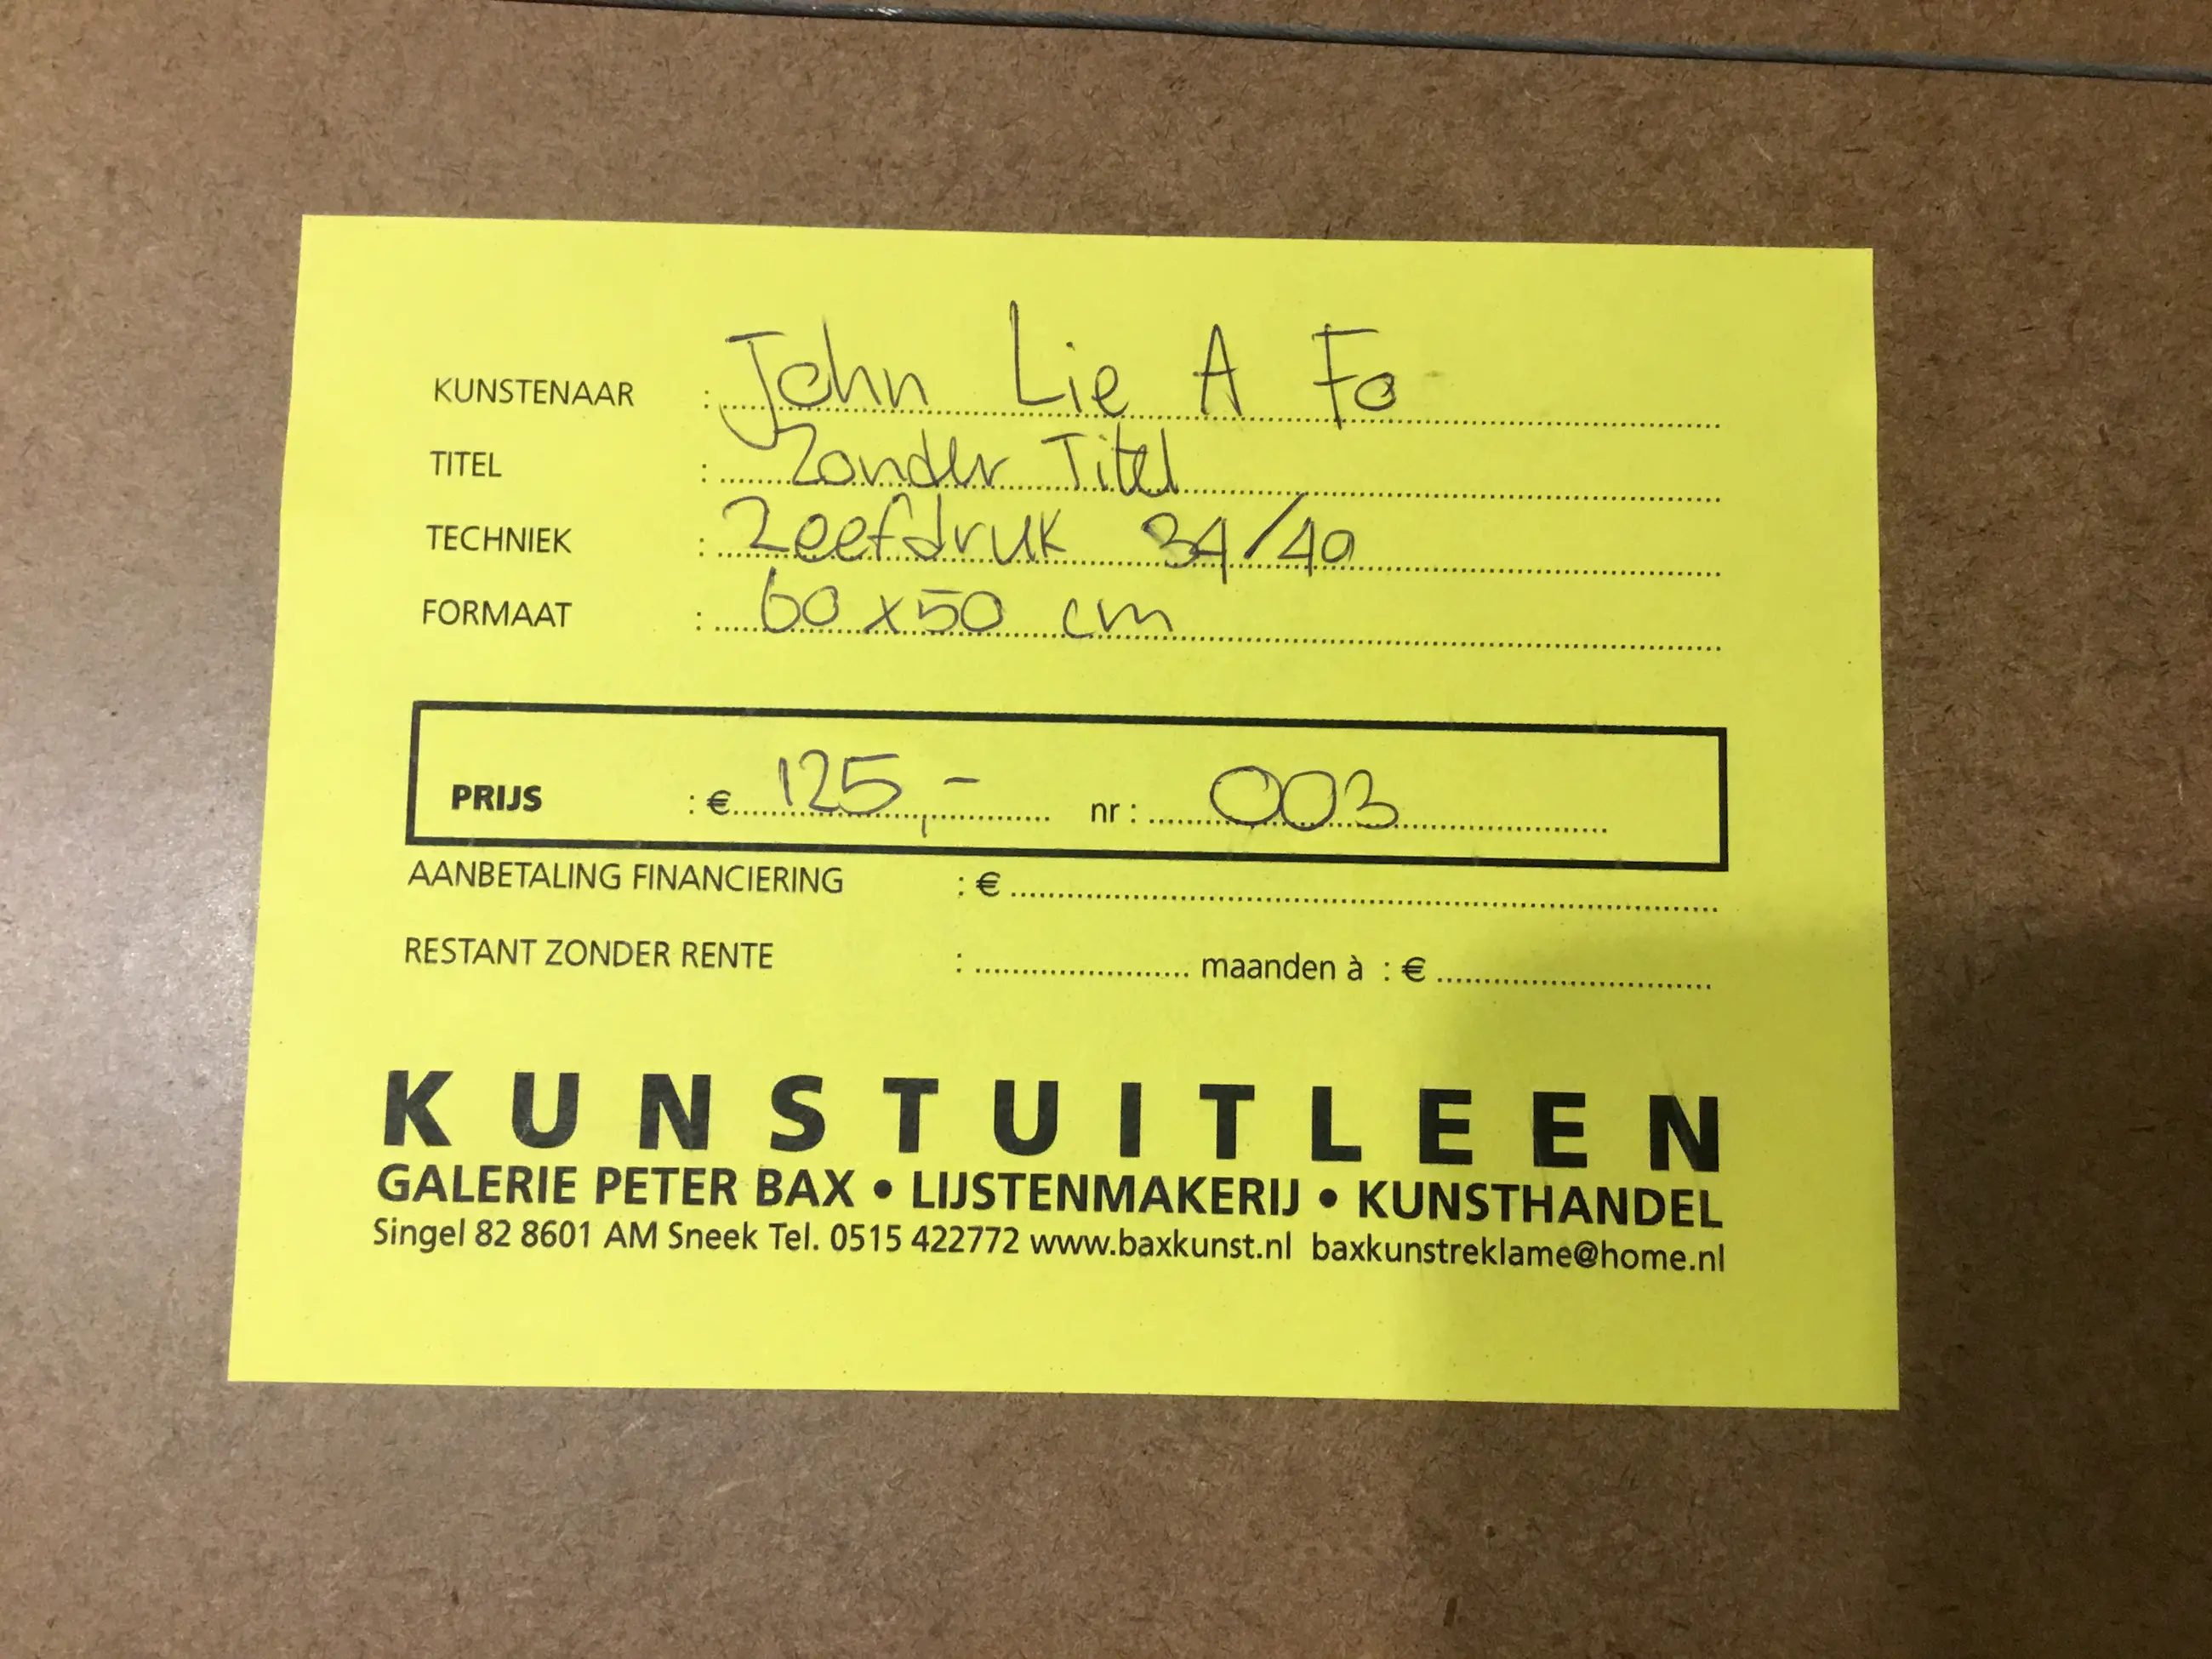 KUNSTENAAR : John Lie A Fo
TITEL : Zonder Titel
TECHNIEK : Zeefdruk 34/40
FORMAAT : 60x50 cm
PRIJS : € 125,- nr : 003
AANBETALING FINANCIERING : €
RESTANT ZONDER RENTE : maanden à : €
KUNSTUITLEEN
GALERIE PETER BAX • LIJSTENMAKERIJ • KUNSTHANDEL
Singel 82 8601 AM Sneek Tel. 0515 422772 www.baxkunst.nl baxkunstreklame@home.nl